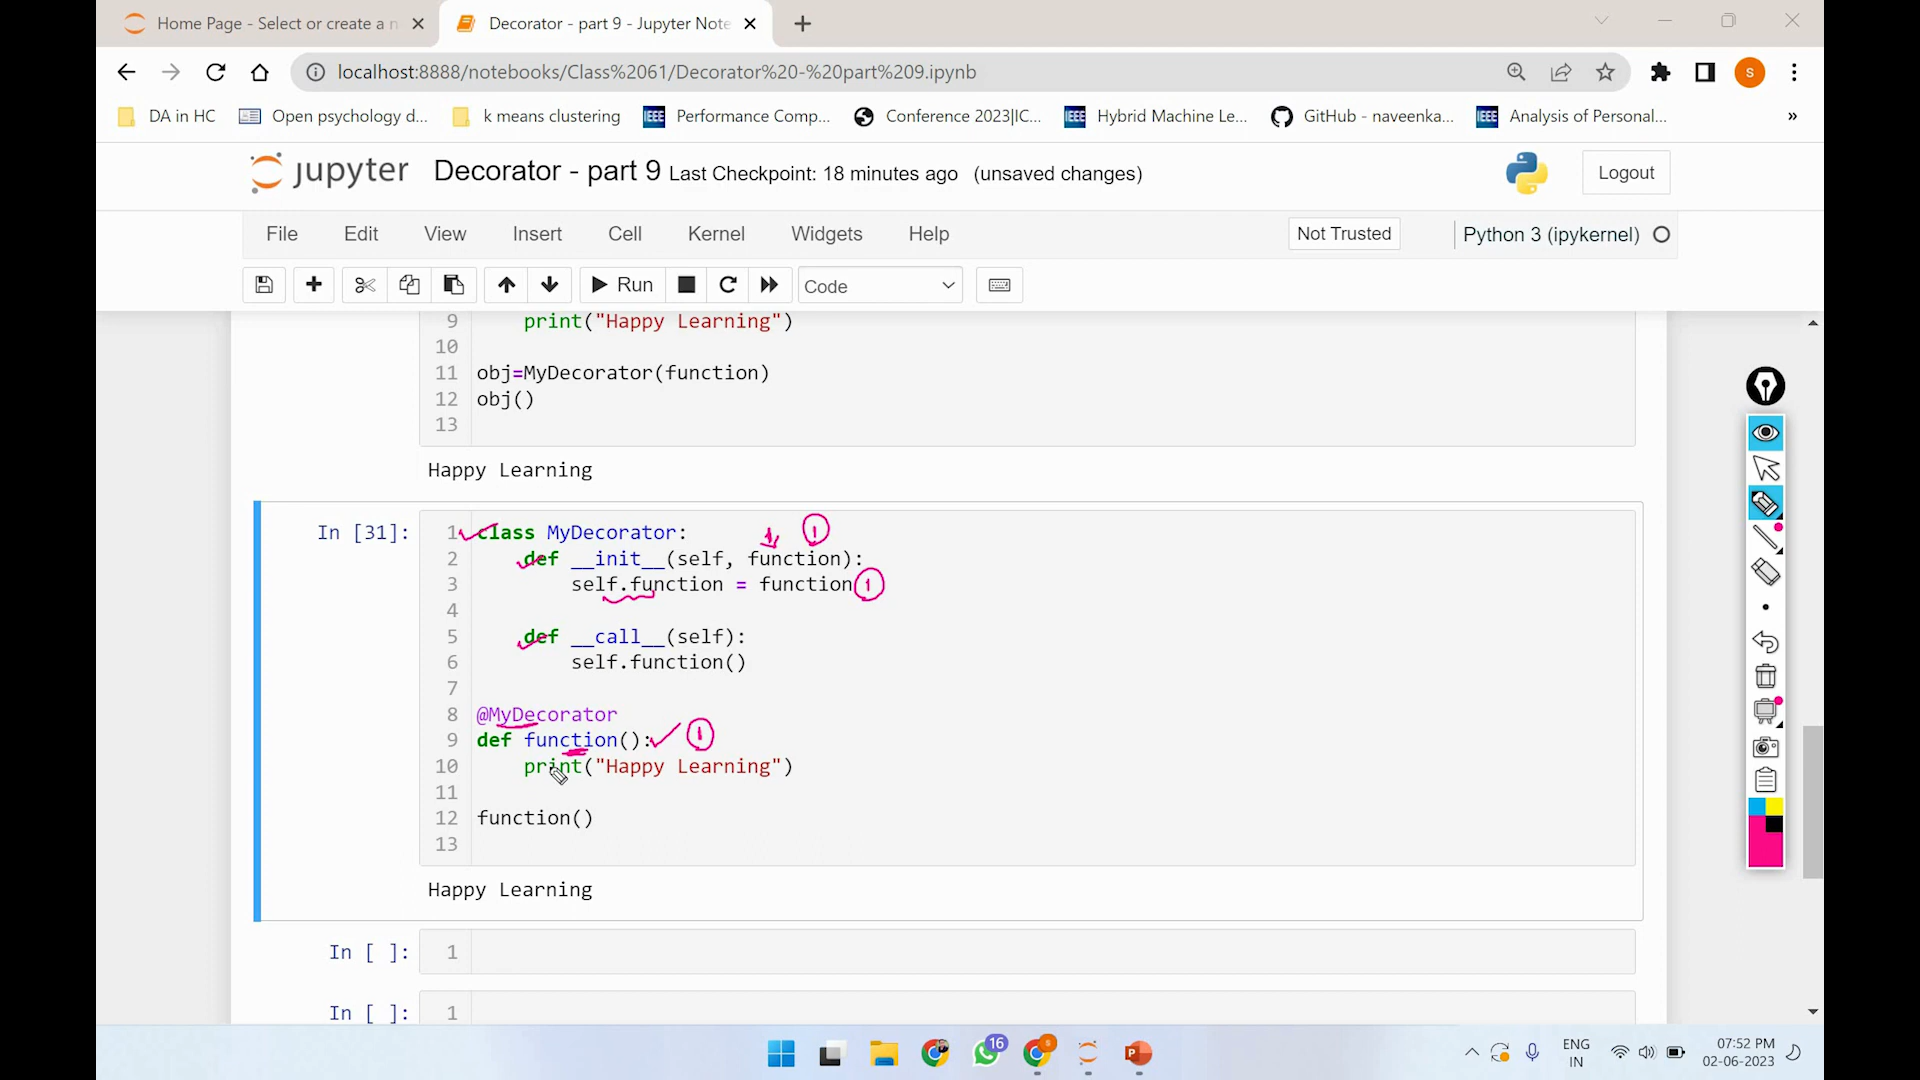 Home Page - Select or create a n
Decorator - part 9 - Jupyter Note
localhost:8888/notebooks/Class%2061/Decorator%20-%20part%209.ipynb
S
DA in HC
Open psychology d...
k means clustering
IEEE Performance Comp...
Conference 2023|IC...
IEEE Hybrid Machine Le...
GitHub - naveenka...
IEEE Analysis of Personal...
»
jupyter Decorator - part 9 Last Checkpoint: 18 minutes ago (unsaved changes)
Logout
File Edit View Insert Cell Kernel Widgets Help
Not Trusted
Python 3 (ipykernel)
Run
Code
9 print("Happy Learning")
10
11 obj=MyDecorator(function)
12 obj()
13
Happy Learning
In [31]:
1 class MyDecorator: 1
2 def __init__(self, function):
3 self.function = function 1
4
5 def __call__(self):
6 self.function()
7
8 @MyDecorator
9 def function(): 1
10 print("Happy Learning")
11
12 function()
13
Happy Learning
In [ ]: 1
In [ ]: 1
16
S
P
ENG
IN
07:52 PM
02-06-2023